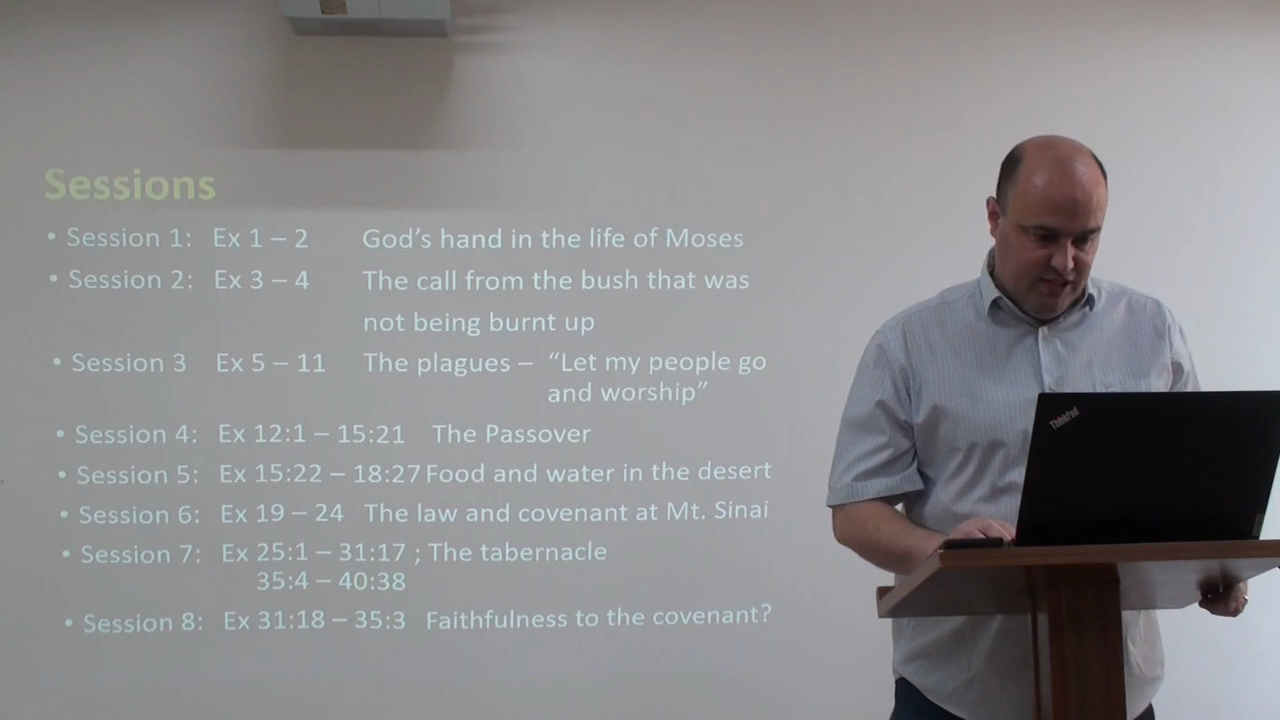 Sessions
• Session 1: Ex 1 – 2 God's hand in the life of Moses
• Session 2: Ex 3 – 4 The call from the bush that was
not being burnt up
• Session 3 Ex 5 – 11 The plagues – “Let my people go
and worship”
• Session 4: Ex 12:1 – 15:21 The Passover
• Session 5: Ex 15:22 – 18:27 Food and water in the desert
• Session 6: Ex 19 – 24 The law and covenant at Mt. Sinai
• Session 7: Ex 25:1 – 31:17 ; The tabernacle
35:4 – 40:38
• Session 8: Ex 31:18 – 35:3 Faithfulness to the covenant?
ThinkPad